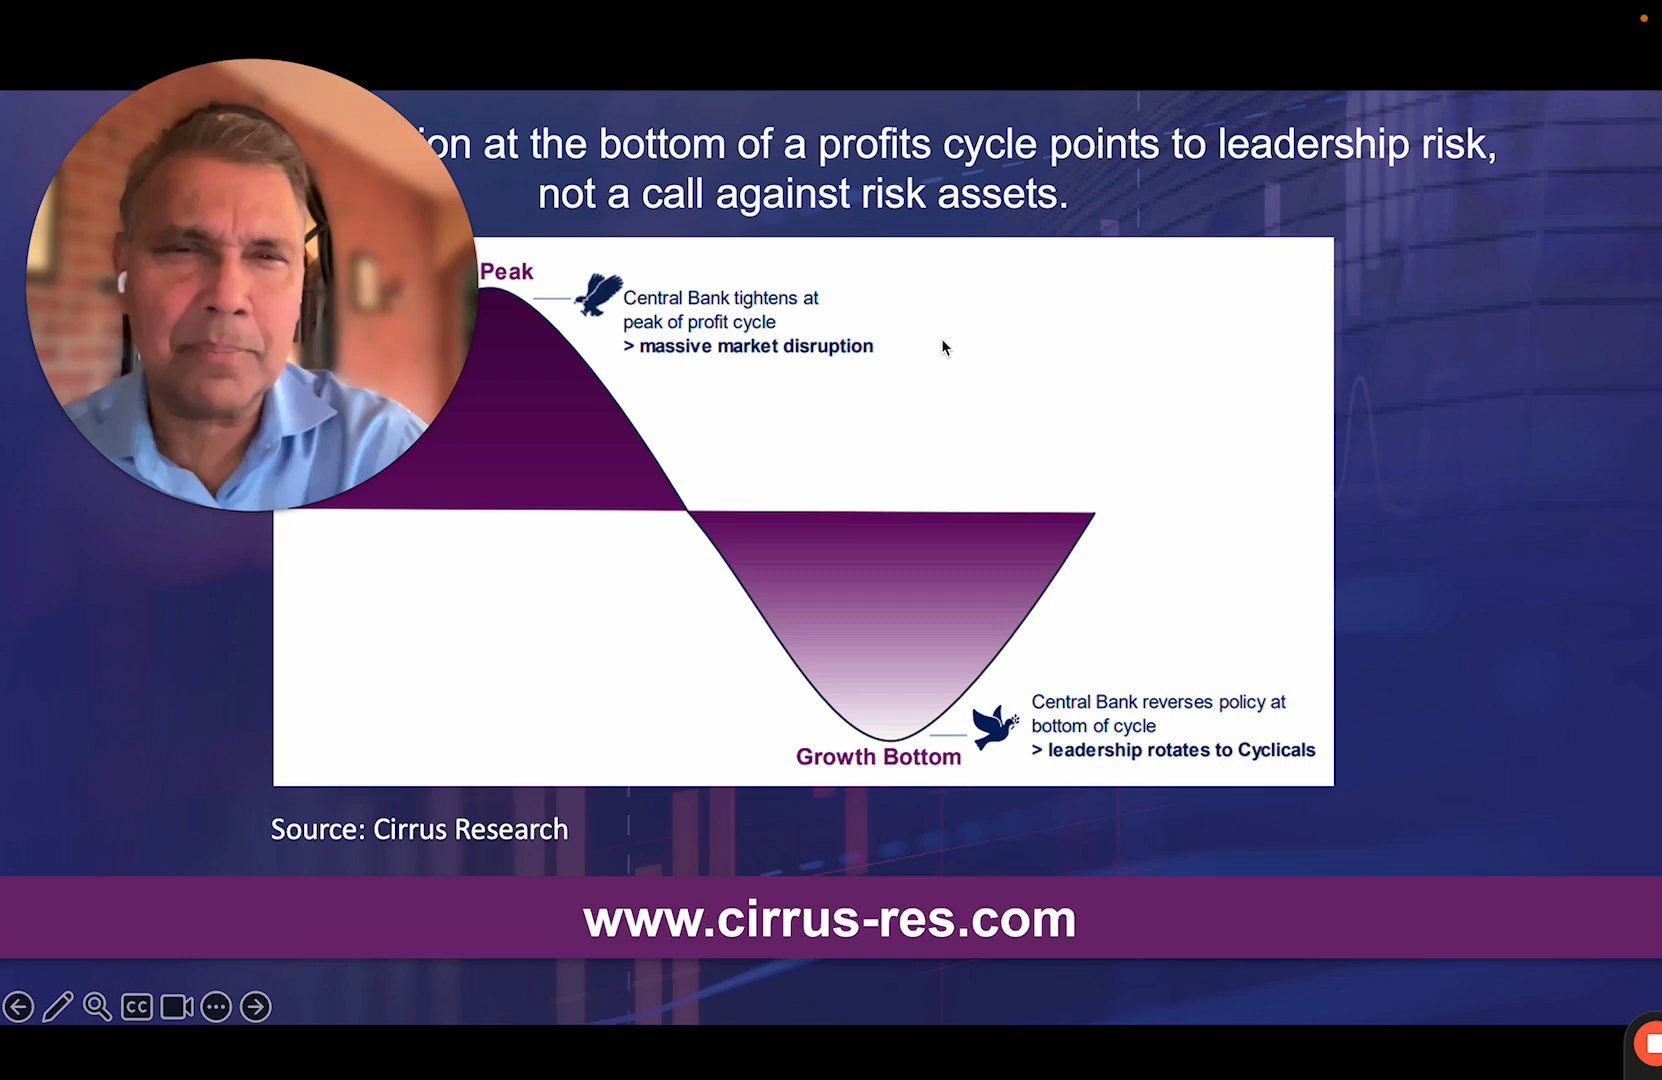 on at the bottom of a profits cycle points to leadership risk,
not a call against risk assets.
Peak
Central Bank tightens at
peak of profit cycle
> massive market disruption
Central Bank reverses policy at
bottom of cycle
> leadership rotates to Cyclicals
Growth Bottom
Source: Cirrus Research
www.cirrus-res.com
CC